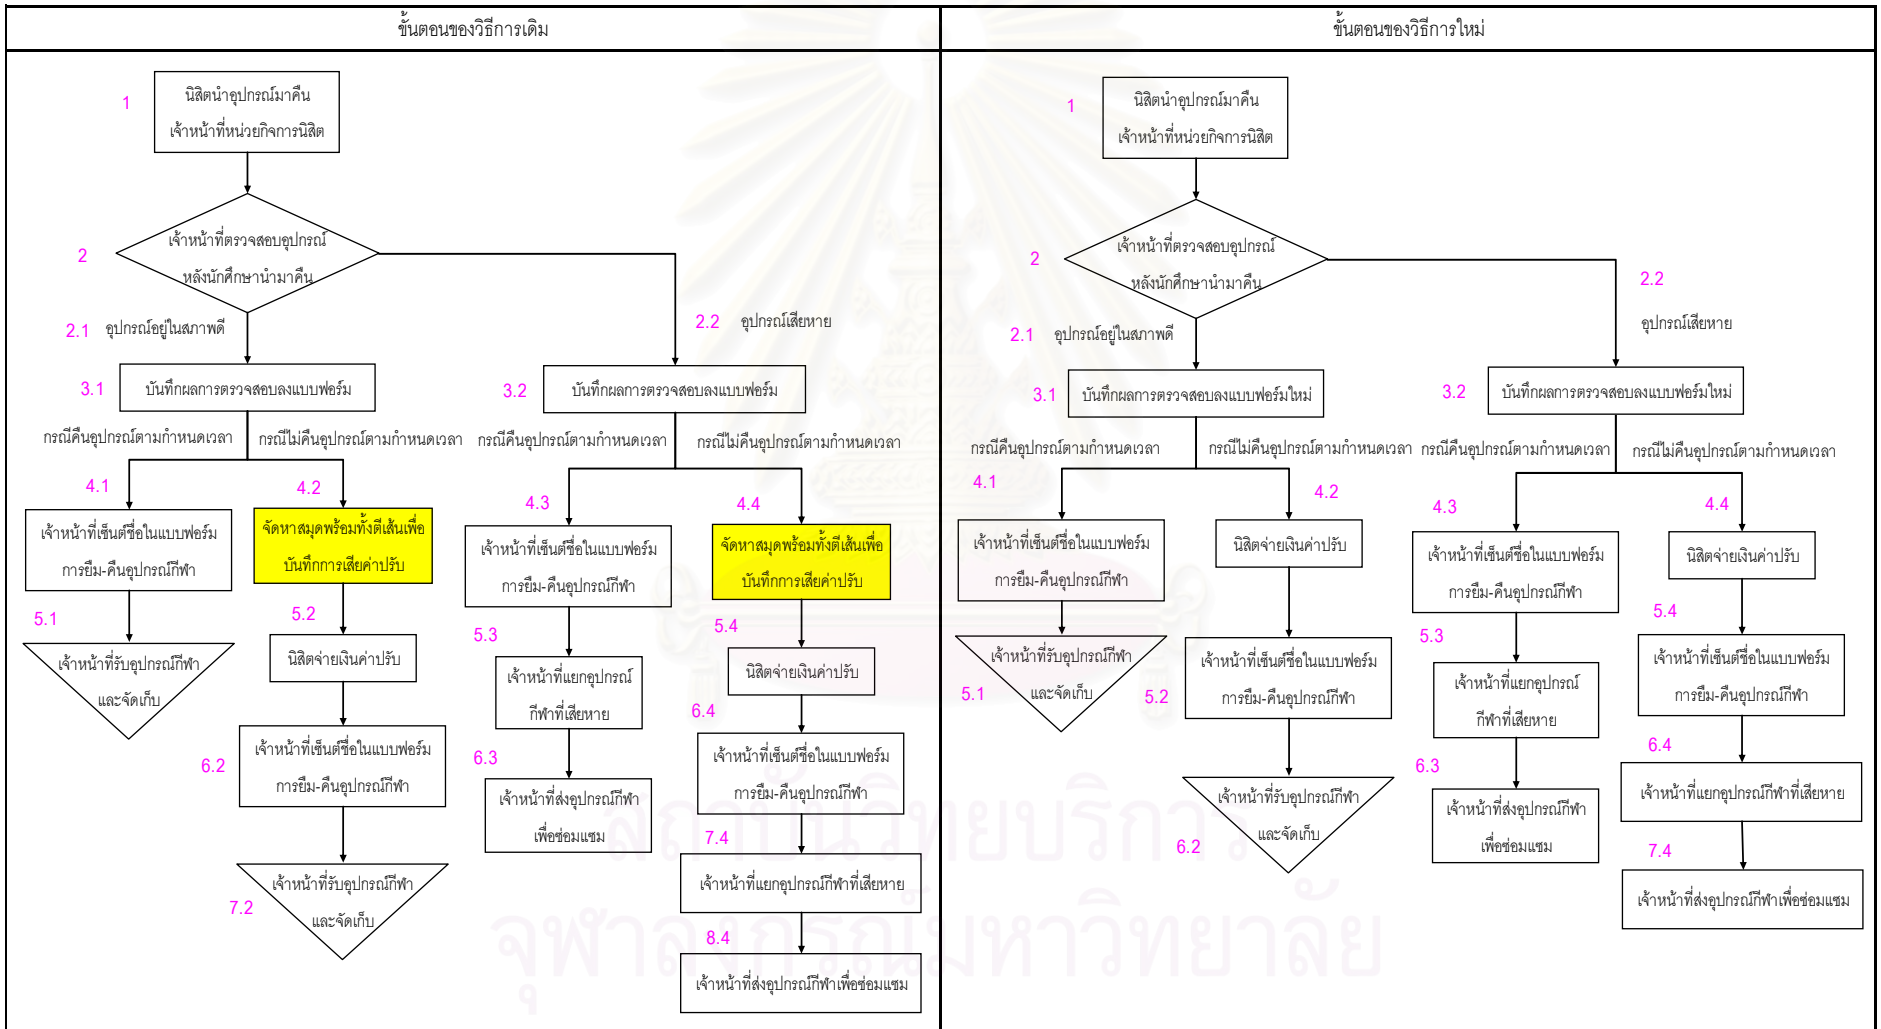 ขั้นตอนของวิธีการเดิม
1
นิสิตนำอุปกรณ์มาคืน
เจ้าหน้าที่หน่วยกิจการนิสิต
2
เจ้าหน้าที่ตรวจสอบอุปกรณ์
หลังนักศึกษานำมาคืน
2.1 อุปกรณ์อยู่ในสภาพดี
2.2 อุปกรณ์เสียหาย
3.1 บันทึกผลการตรวจสอบลงแบบฟอร์ม
3.2 บันทึกผลการตรวจสอบลงแบบฟอร์ม
กรณีคืนอุปกรณ์ตามกำหนดเวลา
กรณีไม่คืนอุปกรณ์ตามกำหนดเวลา
กรณีคืนอุปกรณ์ตามกำหนดเวลา
กรณีไม่คืนอุปกรณ์ตามกำหนดเวลา
4.1
เจ้าหน้าที่เซ็นต์ชื่อในแบบฟอร์ม
การยืม-คืนอุปกรณ์กีฬา
5.1
เจ้าหน้าที่รับอุปกรณ์กีฬา
และจัดเก็บ
4.2
จัดหาสมุดพร้อมทั้งตีเส้นเพื่อ
บันทึกการเสียค่าปรับ
5.2
นิสิตจ่ายเงินค่าปรับ
6.2
เจ้าหน้าที่เซ็นต์ชื่อในแบบฟอร์ม
การยืม-คืนอุปกรณ์กีฬา
7.2
เจ้าหน้าที่รับอุปกรณ์กีฬา
และจัดเก็บ
4.3
เจ้าหน้าที่เซ็นต์ชื่อในแบบฟอร์ม
การยืม-คืนอุปกรณ์กีฬา
5.3
เจ้าหน้าที่แยกอุปกรณ์
กีฬาที่เสียหาย
6.3
เจ้าหน้าที่ส่งอุปกรณ์กีฬา
เพื่อซ่อมแซม
4.4
จัดหาสมุดพร้อมทั้งตีเส้นเพื่อ
บันทึกการเสียค่าปรับ
5.4
นิสิตจ่ายเงินค่าปรับ
6.4
เจ้าหน้าที่เซ็นต์ชื่อในแบบฟอร์ม
การยืม-คืนอุปกรณ์กีฬา
7.4
เจ้าหน้าที่แยกอุปกรณ์กีฬาที่เสียหาย
8.4
เจ้าหน้าที่ส่งอุปกรณ์กีฬาเพื่อซ่อมแซม
ขั้นตอนของวิธีการใหม่
1
นิสิตนำอุปกรณ์มาคืน
เจ้าหน้าที่หน่วยกิจการนิสิต
2
เจ้าหน้าที่ตรวจสอบอุปกรณ์
หลังนักศึกษานำมาคืน
2.1 อุปกรณ์อยู่ในสภาพดี
2.2
อุปกรณ์เสียหาย
3.1 บันทึกผลการตรวจสอบลงแบบฟอร์มใหม่
3.2 บันทึกผลการตรวจสอบลงแบบฟอร์มใหม่
กรณีคืนอุปกรณ์ตามกำหนดเวลา
กรณีไม่คืนอุปกรณ์ตามกำหนดเวลา
กรณีคืนอุปกรณ์ตามกำหนดเวลา
กรณีไม่คืนอุปกรณ์ตามกำหนดเวลา
4.1
เจ้าหน้าที่เซ็นต์ชื่อในแบบฟอร์ม
การยืม-คืนอุปกรณ์กีฬา
5.1
เจ้าหน้าที่รับอุปกรณ์กีฬา
และจัดเก็บ
4.2
นิสิตจ่ายเงินค่าปรับ
5.2
เจ้าหน้าที่เซ็นต์ชื่อในแบบฟอร์ม
การยืม-คืนอุปกรณ์กีฬา
6.2
เจ้าหน้าที่รับอุปกรณ์กีฬา
และจัดเก็บ
4.3
เจ้าหน้าที่เซ็นต์ชื่อในแบบฟอร์ม
การยืม-คืนอุปกรณ์กีฬา
5.3
เจ้าหน้าที่แยกอุปกรณ์
กีฬาที่เสียหาย
6.3
เจ้าหน้าที่ส่งอุปกรณ์กีฬา
เพื่อซ่อมแซม
4.4
นิสิตจ่ายเงินค่าปรับ
5.4
เจ้าหน้าที่เซ็นต์ชื่อในแบบฟอร์ม
การยืม-คืนอุปกรณ์กีฬา
6.4
เจ้าหน้าที่แยกอุปกรณ์กีฬาที่เสียหาย
7.4
เจ้าหน้าที่ส่งอุปกรณ์กีฬาเพื่อซ่อมแซม
สถาบันวิทยบริการ
จุฬาลงกรณ์มหาวิทยาลัย